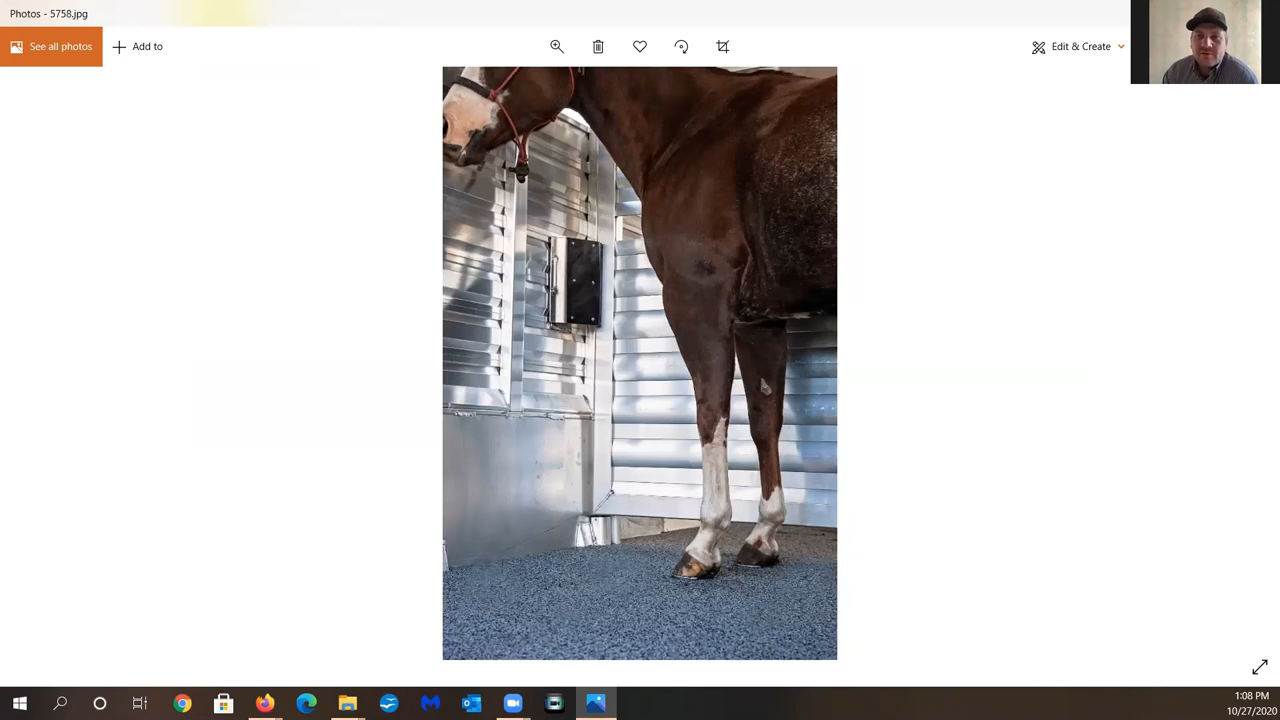 Photos - 5758.jpg
See all photos
Add to
Edit & Create
1:08 PM
10/27/2020